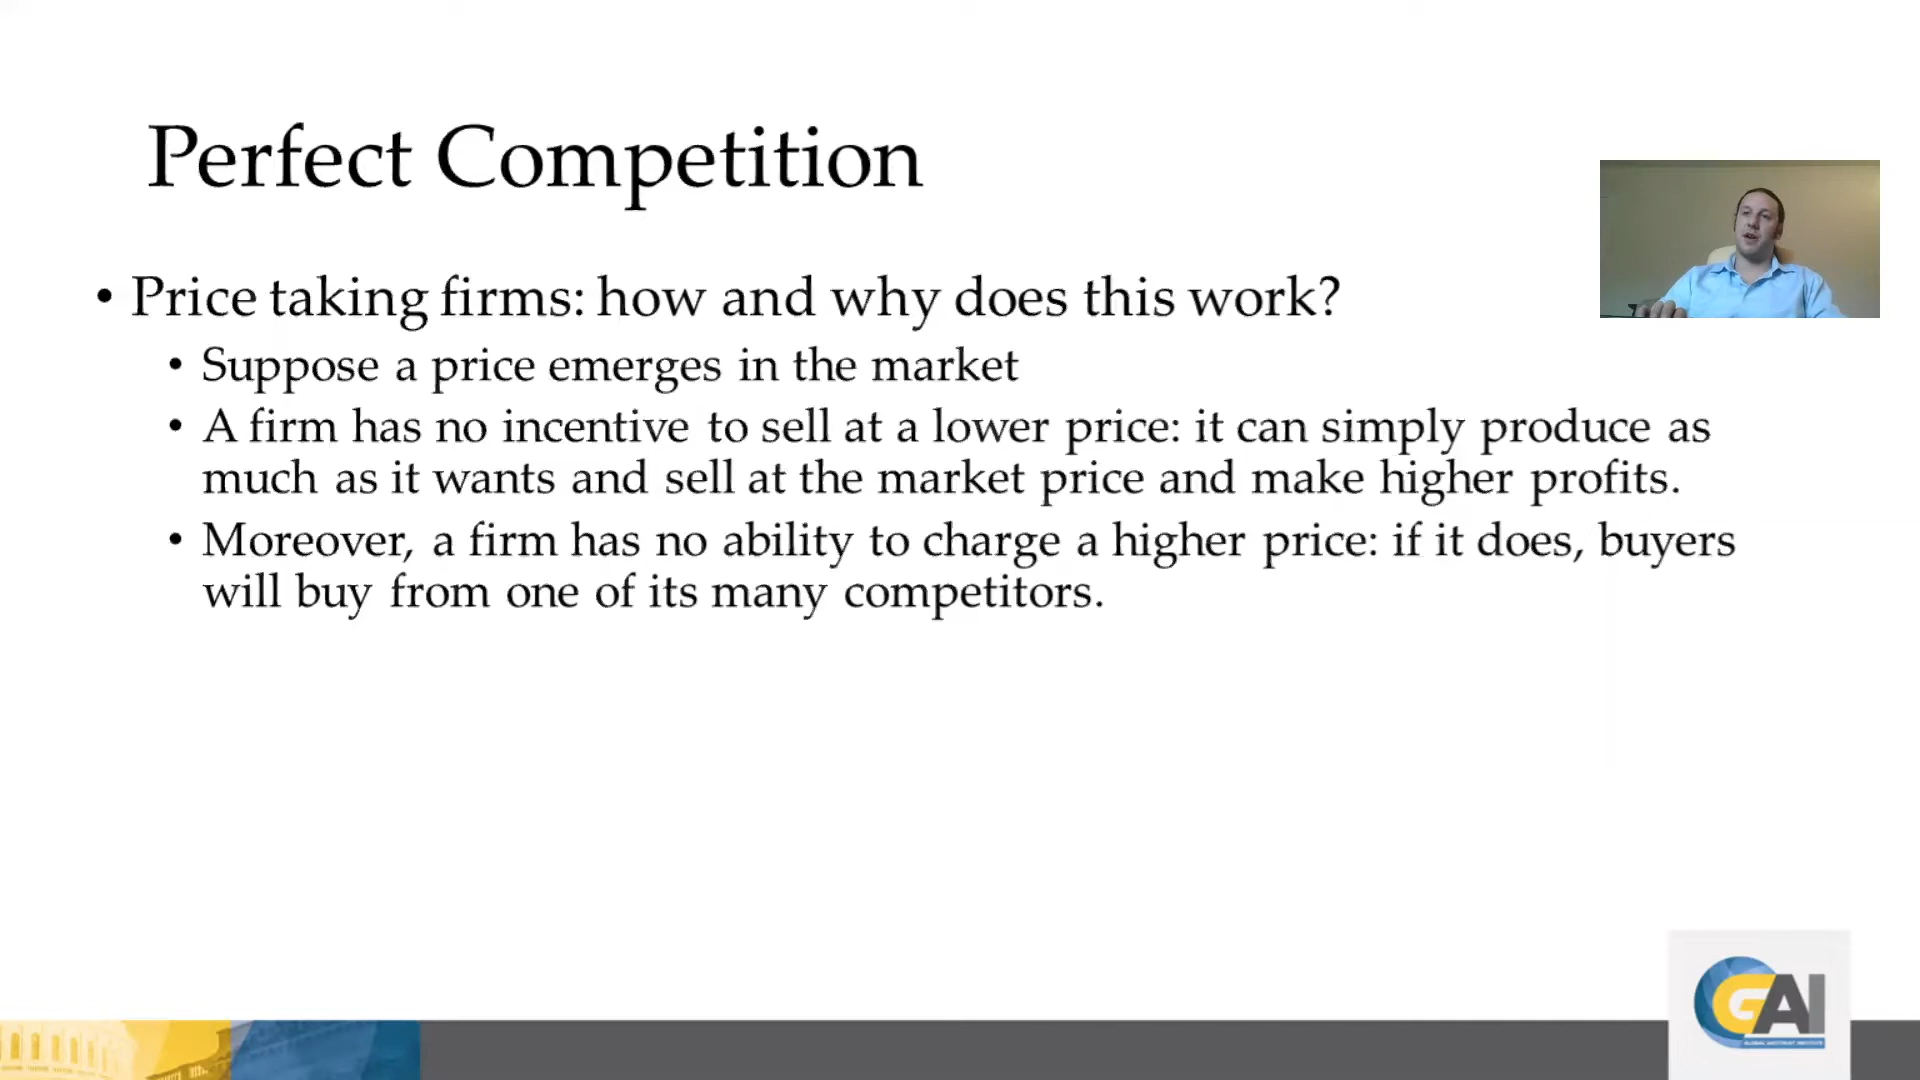 Perfect Competition
• Price taking firms: how and why does this work?
• Suppose a price emerges in the market
• A firm has no incentive to sell at a lower price: it can simply produce as
much as it wants and sell at the market price and make higher profits.
• Moreover, a firm has no ability to charge a higher price: if it does, buyers
will buy from one of its many competitors.
GAI
GLOBAL ANTITRUST INSTITUTE